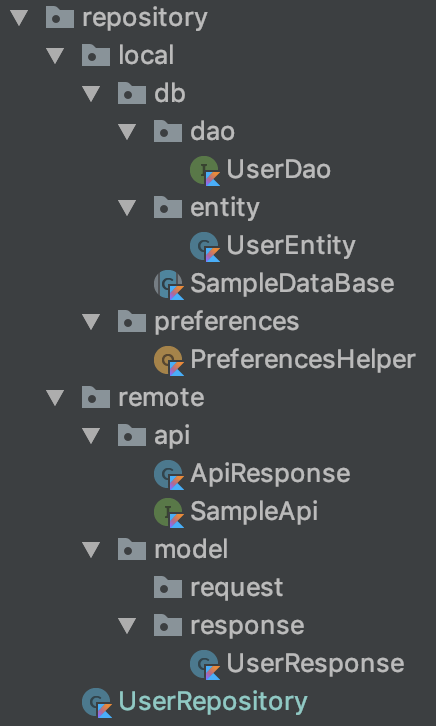 repository
local
db
dao
UserDao
entity
UserEntity
SampleDataBase
preferences
PreferencesHelper
remote
api
ApiResponse
SampleApi
model
request
response
UserResponse
UserRepository